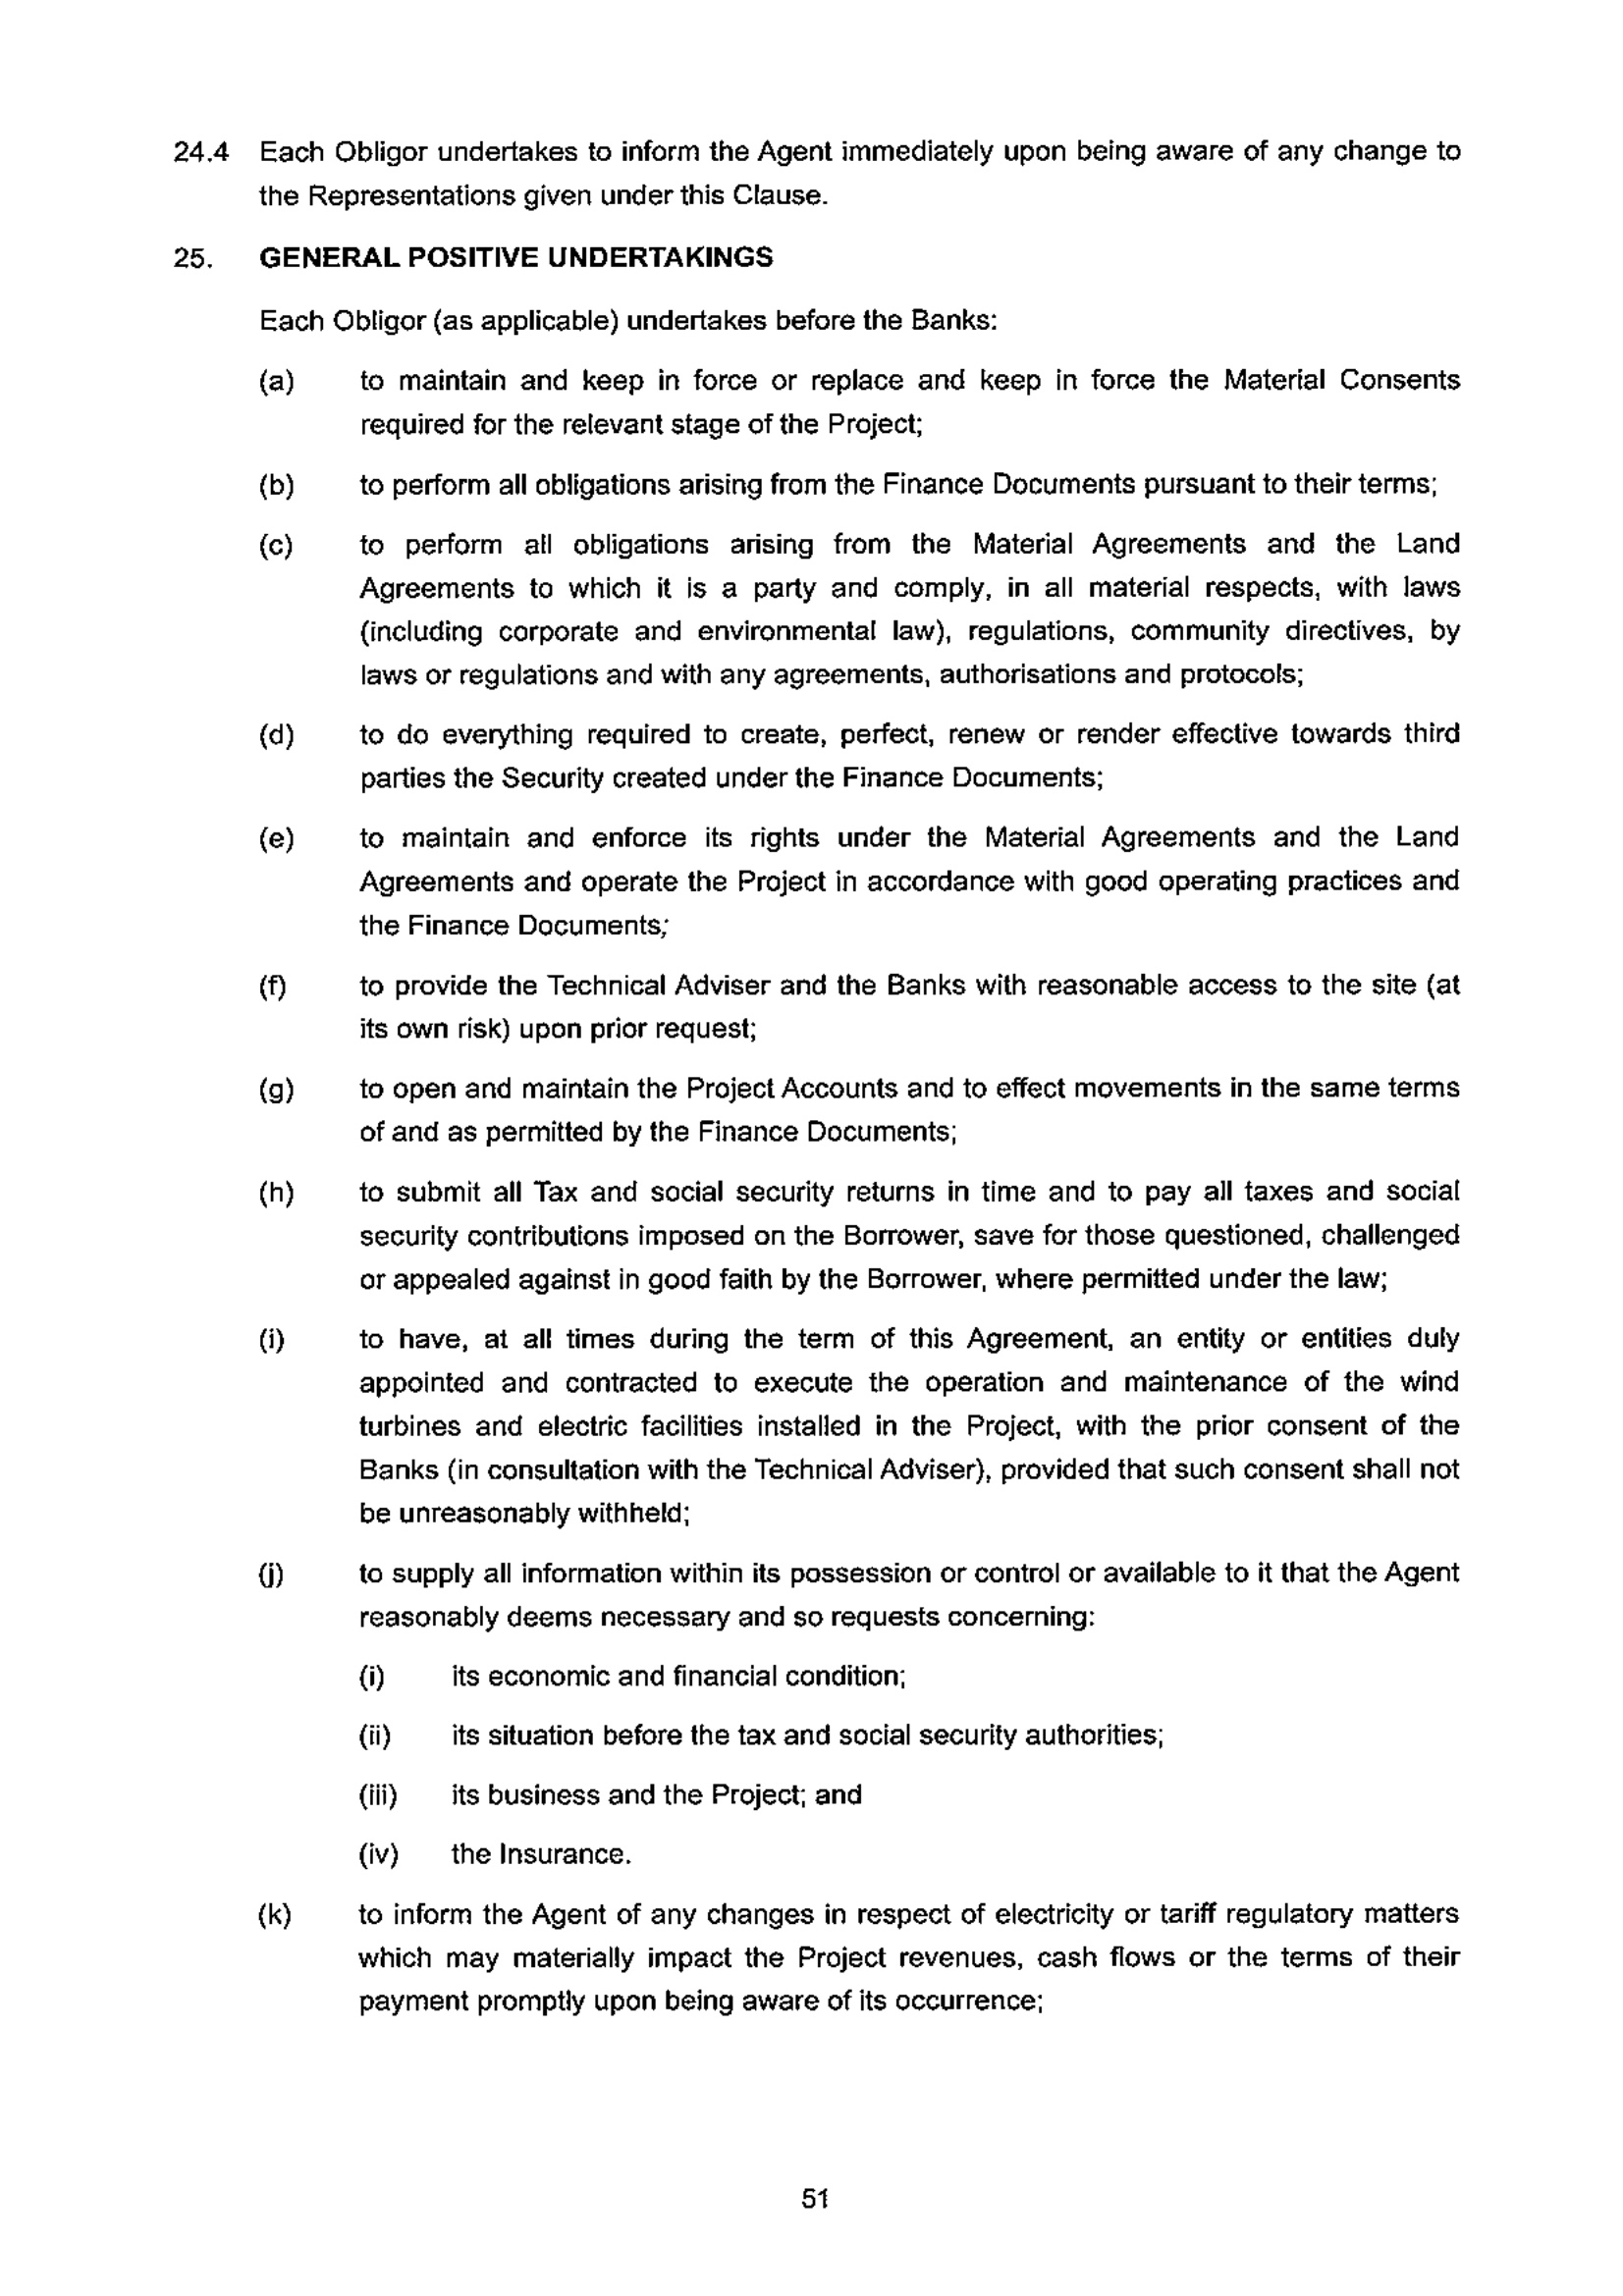 24.4 Each Obligor undertakes to inform the Agent immediately upon being aware of any change to
the Representations given under this Clause.
25. GENERAL POSITIVE UNDERTAKINGS
Each Obligor (as applicable) undertakes before the Banks:
(a) to maintain and keep in force or replace and keep in force the Material Consents
required for the relevant stage of the Project;
(b) to perform all obligations arising from the Finance Documents pursuant to their terms;
(c) to perform all obligations arising from the Material Agreements and the Land
Agreements to which it is a party and comply, in all material respects, with laws
(including corporate and environmental law), regulations, community directives, by
laws or regulations and with any agreements, authorisations and protocols;
(d) to do everything required to create, perfect, renew or render effective towards third
parties the Security created under the Finance Documents;
(e) to maintain and enforce its rights under the Material Agreements and the Land
Agreements and operate the Project in accordance with good operating practices and
the Finance Documents;
(f) to provide the Technical Adviser and the Banks with reasonable access to the site (at
its own risk) upon prior request;
(g) to open and maintain the Project Accounts and to effect movements in the same terms
of and as permitted by the Finance Documents;
(h) to submit all Tax and social security returns in time and to pay all taxes and social
security contributions imposed on the Borrower, save for those questioned, challenged
or appealed against in good faith by the Borrower, where permitted under the law;
(i) to have, at all times during the term of this Agreement, an entity or entities duly
appointed and contracted to execute the operation and maintenance of the wind
turbines and electric facilities installed in the Project, with the prior consent of the
Banks (in consultation with the Technical Adviser), provided that such consent shall not
be unreasonably withheld;
(j) to supply all information within its possession or control or available to it that the Agent
reasonably deems necessary and so requests concerning:
(i) its economic and financial condition;
(ii) its situation before the tax and social security authorities;
(iii) its business and the Project; and
(iv) the Insurance.
(k) to inform the Agent of any changes in respect of electricity or tariff regulatory matters
which may materially impact the Project revenues, cash flows or the terms of their
payment promptly upon being aware of its occurrence;
51